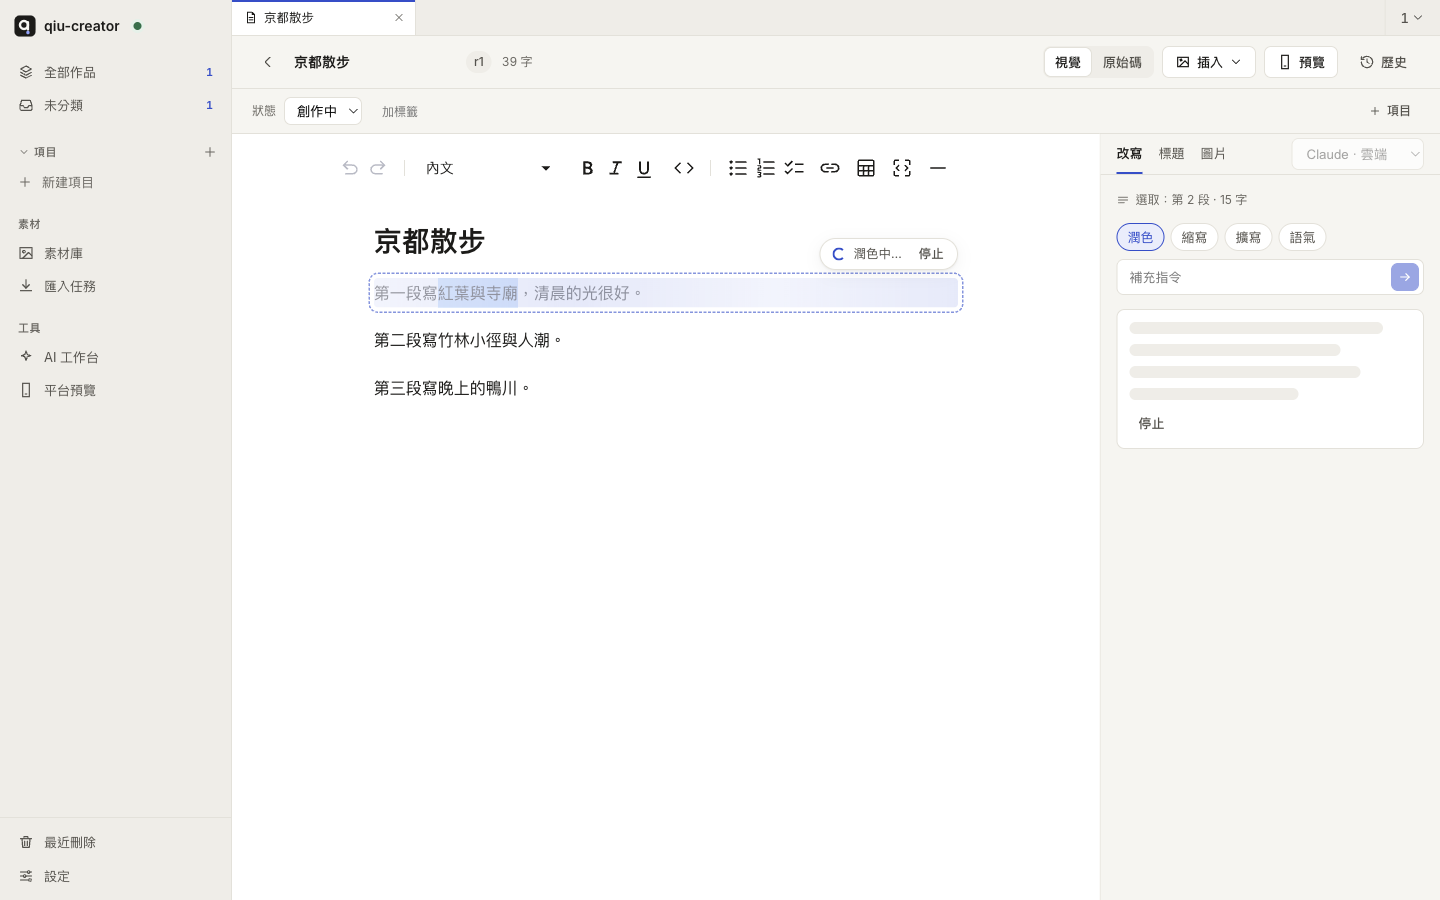 qiu-creator
全部作品 1
未分類 1
項目
新建項目
素材
素材庫
匯入任務
工具
AI 工作台
平台預覽
最近刪除
設定
京都散步
1
京都散步 r1 39 字
視覺 原始碼 插入 預覽 歷史
狀態 創作中 加標籤 項目
內文 B I U
京都散步
潤色中... 停止
第一段寫紅葉與寺廟，清晨的光很好。
第二段寫竹林小徑與人潮。
第三段寫晚上的鴨川。
改寫 標題 圖片 Claude · 雲端
選取：第 2 段 · 15 字
潤色 縮寫 擴寫 語氣
補充指令
停止